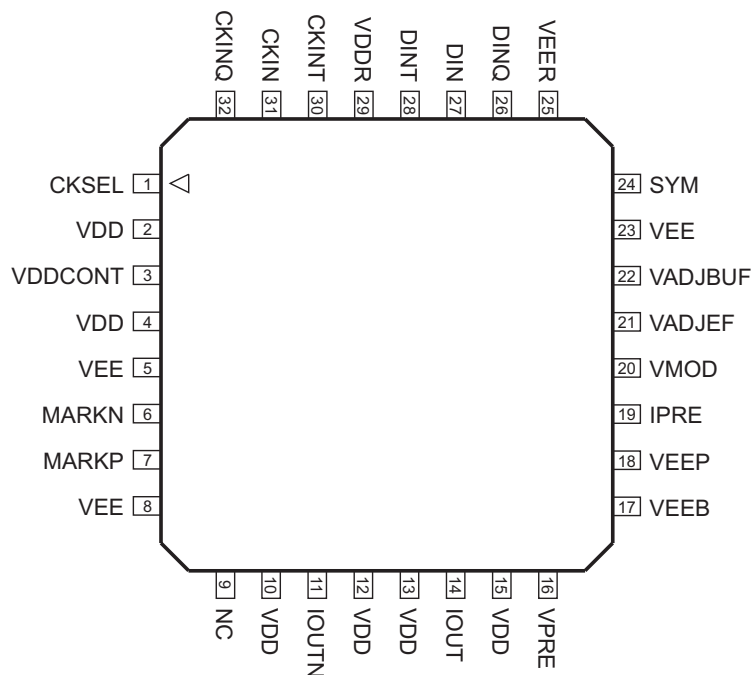 CKINQ CKIN CKINT VDDR DINT DIN DINQ VEER
32 31 30 29 28 27 26 25
CKSEL 1 24 SYM
VDD 2 23 VEE
VDDCONT 3 22 VADJBUF
VDD 4 21 VADJEF
VEE 5 20 VMOD
MARKN 6 19 IPRE
MARKP 7 18 VEEP
VEE 8 17 VEEB
9 10 11 12 13 14 15 16
NC VDD IOUTN VDD VDD IOUT VDD VPRE